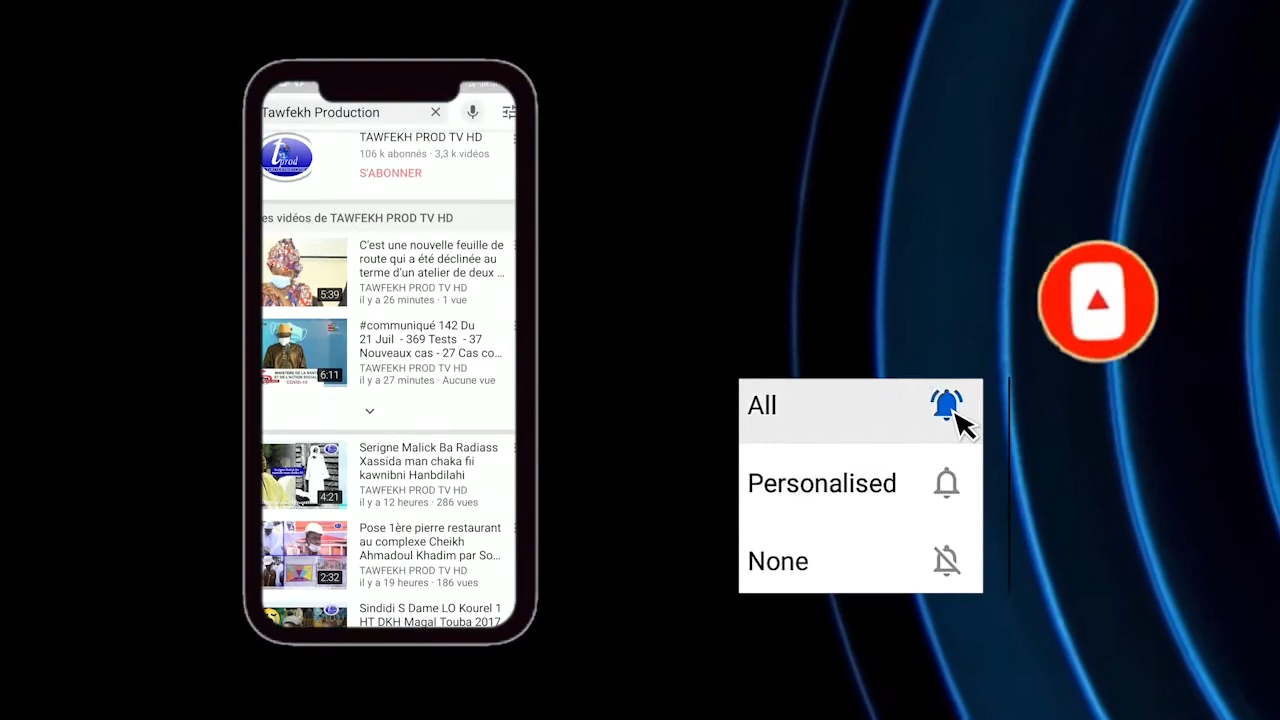 Tawfekh Production
TAWFEKH PROD TV HD
106 k abonnés · 3,3 k vidéos
S'ABONNER
tprod
es vidéos de TAWFEKH PROD TV HD
C'est une nouvelle feuille de
route qui a été déclinée au
terme d'un atelier de deux ...
TAWFEKH PROD TV HD
il y a 26 minutes · 1 vue
5:39
#communiqué 142 Du
21 Juil - 369 Tests - 37
Nouveaux cas - 27 Cas co...
TAWFEKH PROD TV HD
il y a 27 minutes · Aucune vue
6:11
COVID-19
Serigne Malick Ba Radiass
Xassida man chaka fii
kawnibni Hanbdilahi
TAWFEKH PROD TV HD
il y a 12 heures · 286 vues
4:21
Pose 1ère pierre restaurant
au complexe Cheikh
Ahmadoul Khadim par So...
TAWFEKH PROD TV HD
il y a 19 heures · 186 vues
2:32
Sindidi S Dame LO Kourel 1
HT DKH Magal Touba 2017
All
Personalised
None